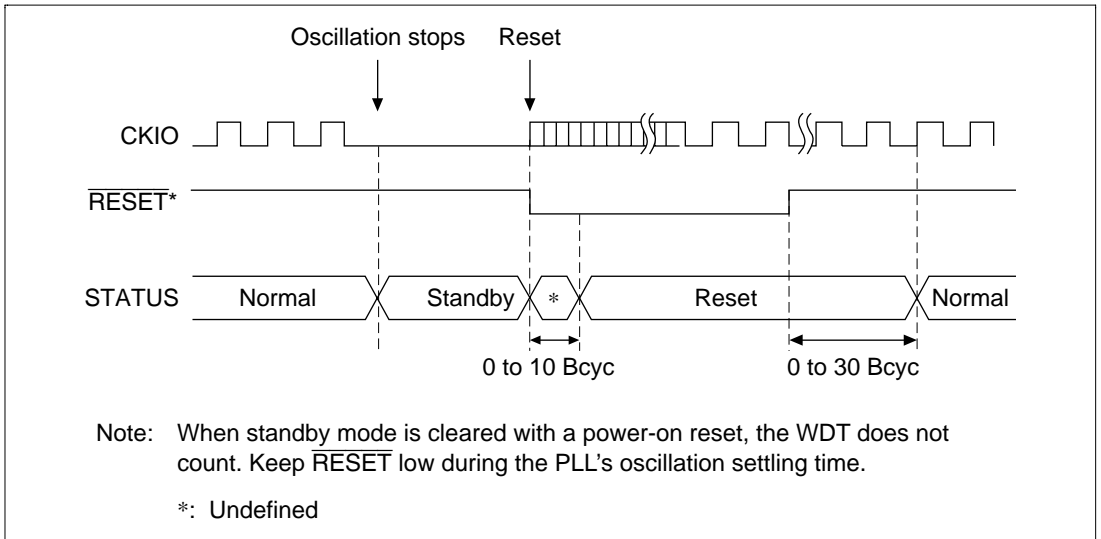 Oscillation stops Reset
CKIO
RESET*
STATUS Normal Standby * Reset Normal
0 to 10 Bcyc 0 to 30 Bcyc
Note: When standby mode is cleared with a power-on reset, the WDT does not
count. Keep RESET low during the PLL's oscillation settling time.
*: Undefined